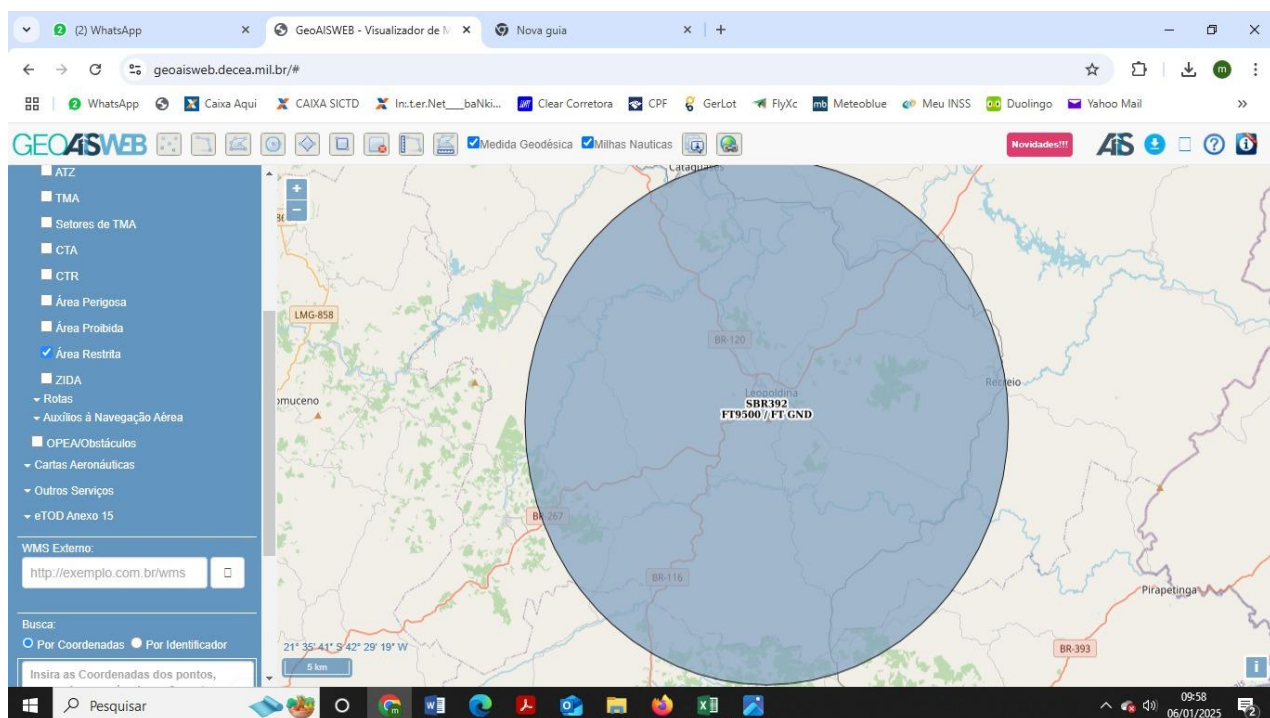 (2) WhatsApp
GeoAISWEB - Visualizador de M
Nova guia
geoaisweb.decea.mil.br/#
m
WhatsApp
Caixa Aqui
CAIXA SICTD
In:.t.er.Net___baNki...
Clear Corretora
CPF
GerLot
FlyXc
mb Meteoblue
Meu INSS
Duolingo
Yahoo Mail
GEOAISWEB
Medida Geodésica
Milhas Nauticas
Novidades!!!
AIS
ATZ
TMA
Setores de TMA
CTA
CTR
Área Perigosa
Área Proibida
Área Restrita
ZIDA
Rotas
Auxílios à Navegação Aérea
OPEA/Obstáculos
Cartas Aeronáuticas
Outros Serviços
eTOD Anexo 15
WMS Externo:
http://exemplo.com.br/wms
Busca:
Por Coordenadas Por Identificador
Insira as Coordenadas dos pontos,
+
−
Cataguases
LMG-858
BR-120
Leopoldina
SBR392
FT9500 / FT GND
Recreio
omuceno
BR-267
BR-116
Pirapetinga
BR-393
21° 35' 41" S 42° 29' 19" W
5 km
i
Pesquisar
09:58
06/01/2025
2